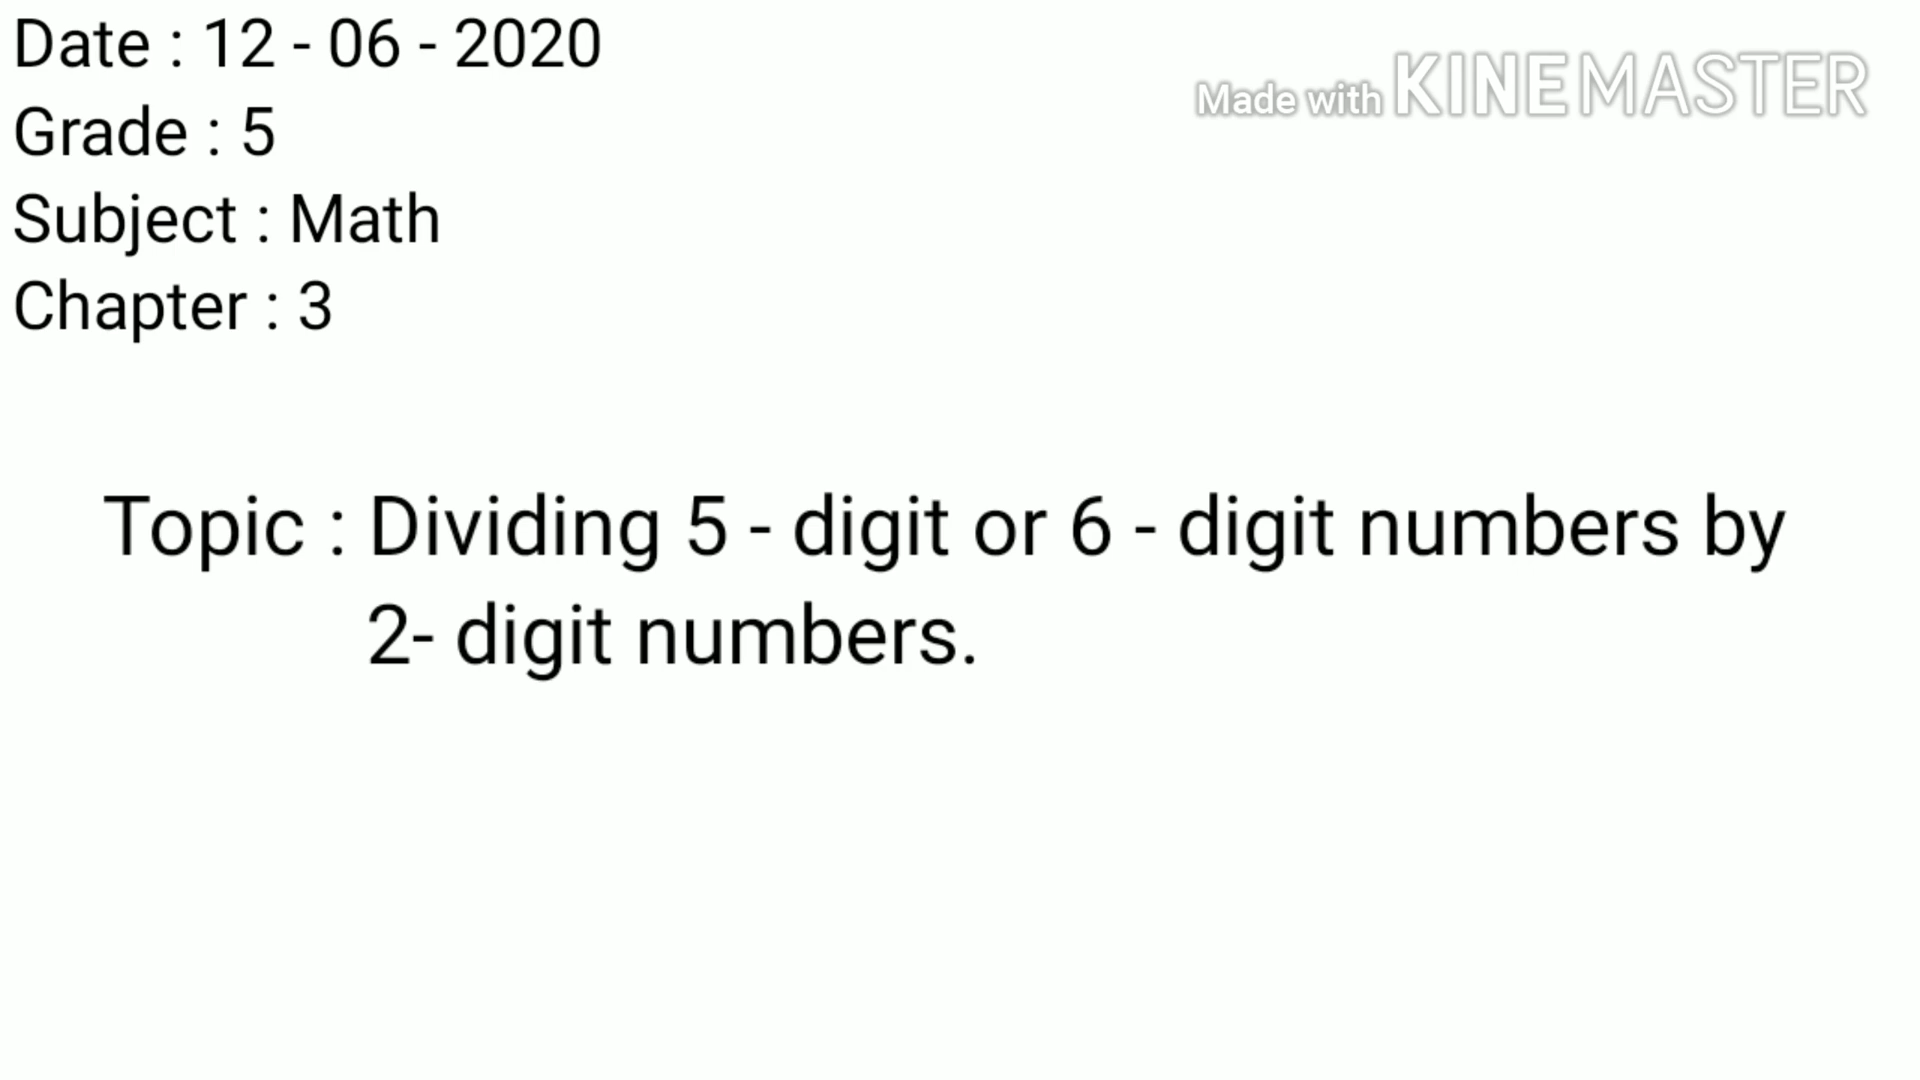 Date : 12 - 06 - 2020
Made with KINEMASTER
Grade : 5
Subject : Math
Chapter : 3
Topic : Dividing 5 - digit or 6 - digit numbers by
2- digit numbers.